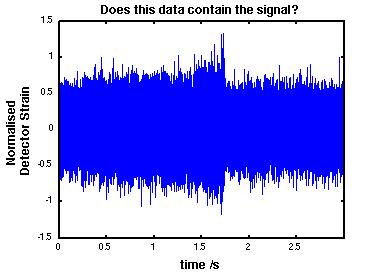 Does this data contain the signal?
1.5
1
0.5
0
-0.5
-1
-1.5
Normalised
Detector Strain
0 0.5 1 1.5 2 2.5
time /s